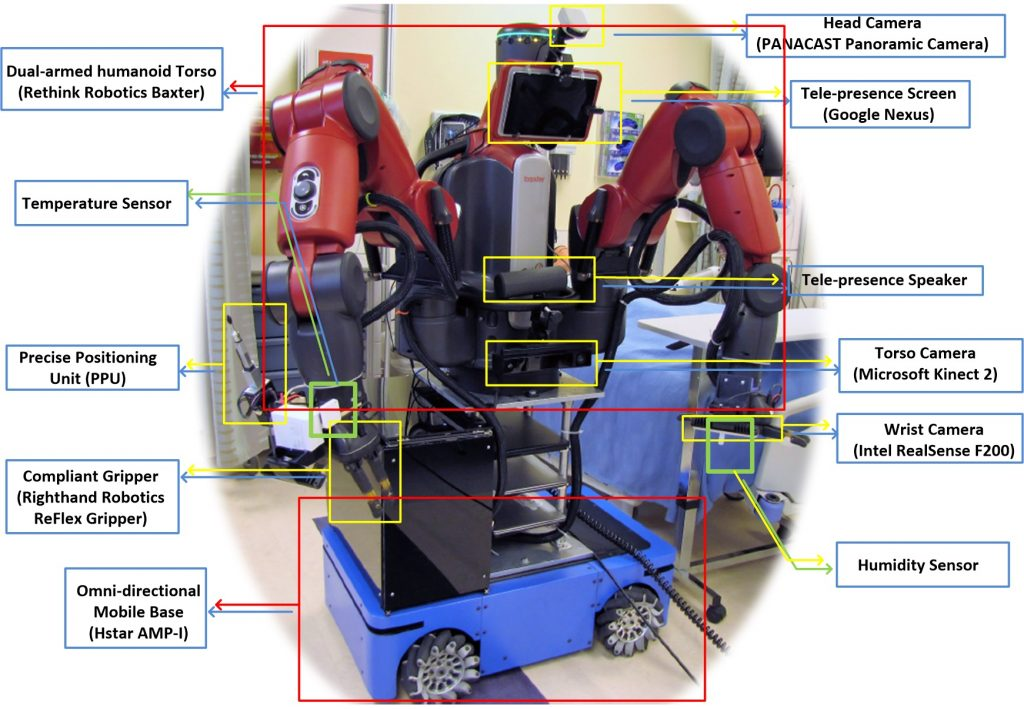 Head Camera
(PANACAST Panoramic Camera)
Dual-armed humanoid Torso
(Rethink Robotics Baxter)
Tele-presence Screen
(Google Nexus)
Temperature Sensor
Tele-presence Speaker
Precise Positioning
Unit (PPU)
Torso Camera
(Microsoft Kinect 2)
Wrist Camera
(Intel RealSense F200)
Compliant Gripper
(Righthand Robotics
ReFlex Gripper)
Humidity Sensor
Omni-directional
Mobile Base
(Hstar AMP-I)